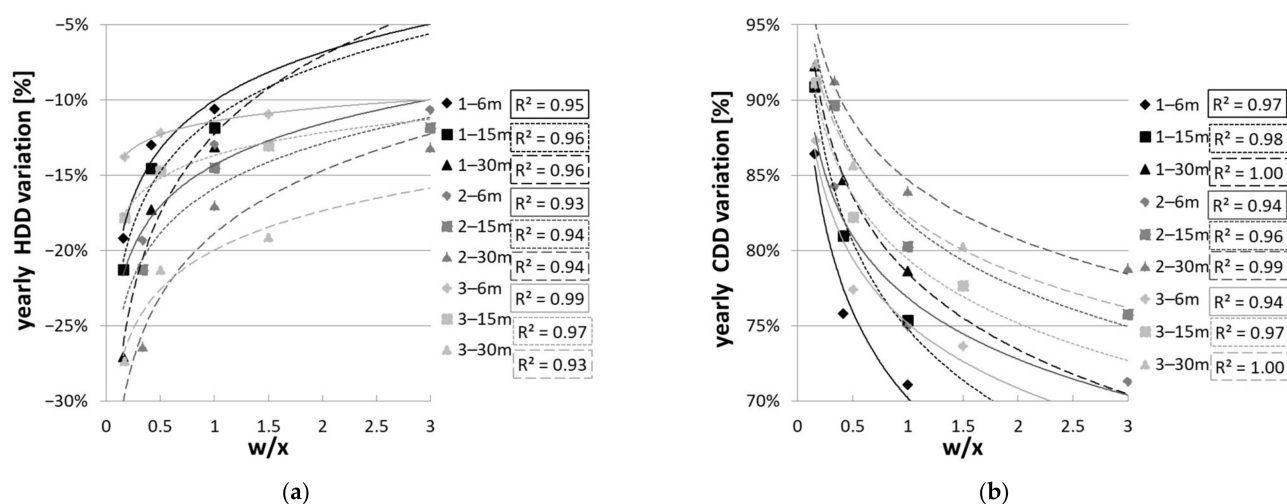 −5%
−10%
−15%
−20%
−25%
−30%
yearly HDD variation [%]
0
0.5
1
1.5
2
2.5
3
w/x
1–6m R² = 0.95
1–15m R² = 0.96
1–30m R² = 0.96
2–6m R² = 0.93
2–15m R² = 0.94
2–30m R² = 0.94
3–6m R² = 0.99
3–15m R² = 0.97
3–30m R² = 0.93
(a)
95%
90%
85%
80%
75%
70%
yearly CDD variation [%]
0
0.5
1
1.5
2
2.5
3
w/x
1–6m R² = 0.97
1–15m R² = 0.98
1–30m R² = 1.00
2–6m R² = 0.94
2–15m R² = 0.96
2–30m R² = 0.99
3–6m R² = 0.94
3–15m R² = 0.97
3–30m R² = 1.00
(b)